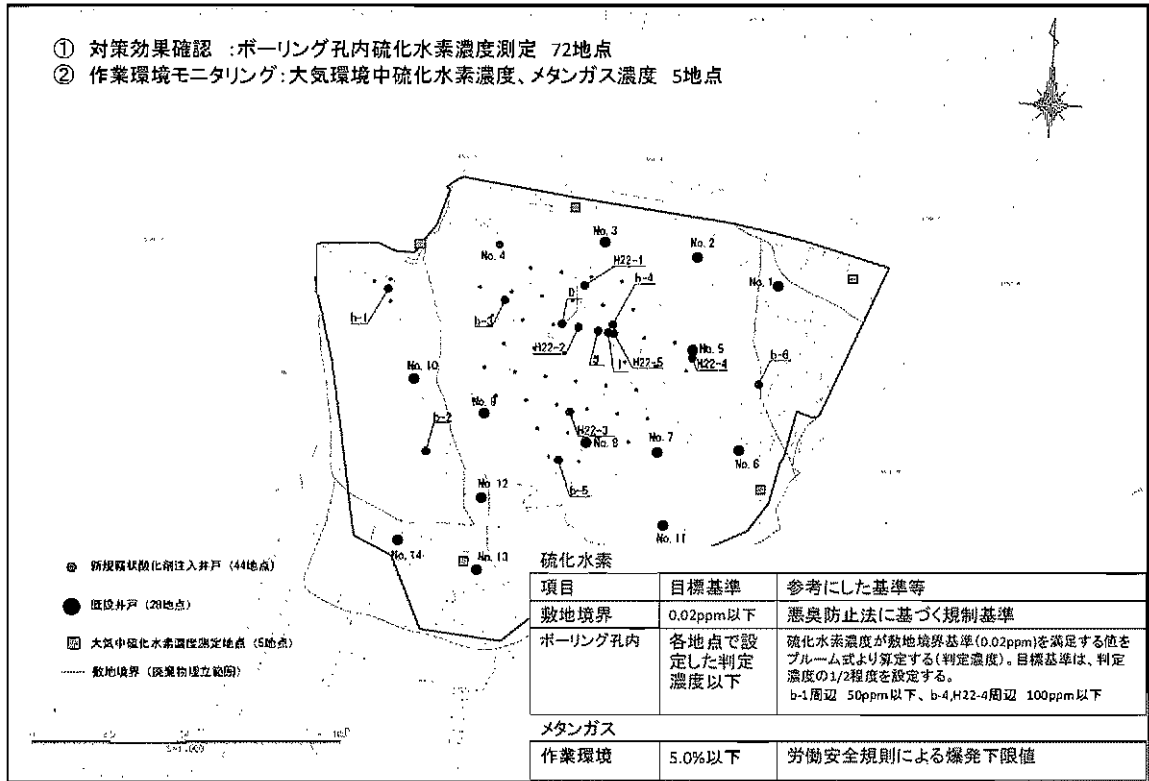 ① 対策効果確認 :ボーリング孔内硫化水素濃度測定 72地点
② 作業環境モニタリング:大気環境中硫化水素濃度、メタンガス濃度 5地点
No. 3
No. 2
No. 4
H22-1
b-4
No. 1
D
b-1
b-3
H22-2
H22-5
No. 5
H22-4
b-6
No. 10
No. 9
b-2
H22-3
No. 8
No. 7
No. 6
b-5
No. 12
No. 11
No. 14
No. 13
新規霧状酸化剤注入井戸 (44地点)
既設井戸 (28地点)
大気中硫化水素濃度測定地点 (5地点)
敷地境界 (廃棄物埋立範囲)
硫化水素
項目 目標基準 参考にした基準等
敷地境界 0.02ppm以下 悪臭防止法に基づく規制基準
ボーリング孔内 各地点で設定した判定濃度以下
硫化水素濃度が敷地境界基準(0.02ppm)を満足する値を
プルーム式より算定する(判定濃度)。目標基準は、判定
濃度の1/2程度を設定する。
b-1周辺 50ppm以下、b-4,H22-4周辺 100ppm以下
メタンガス
作業環境 5.0%以下 労働安全規則による爆発下限値